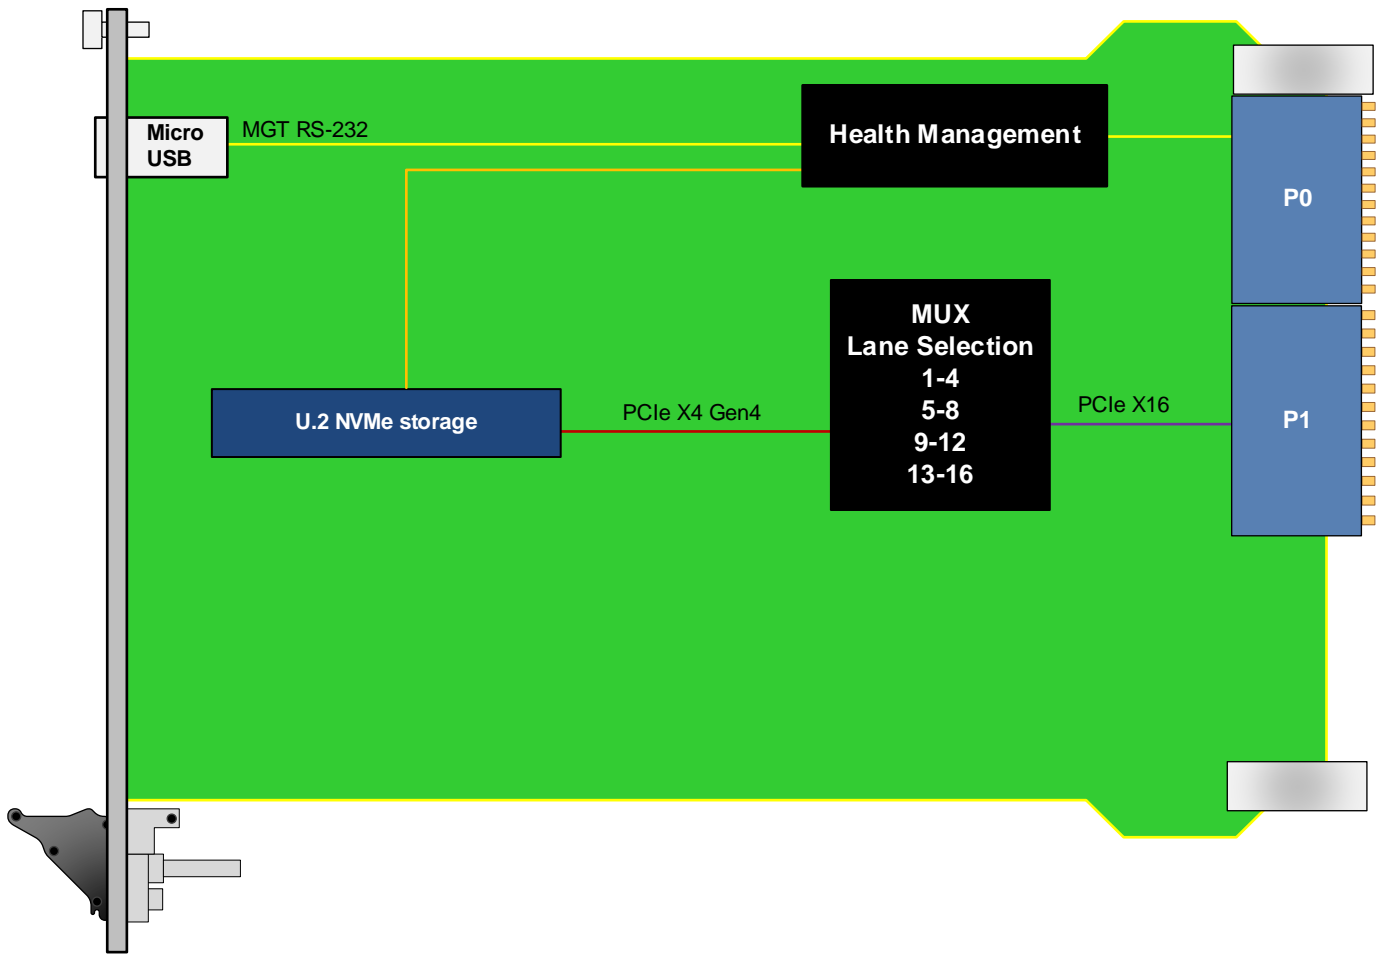 Micro
USB
MGT RS-232
Health Management
P0
MUX
Lane Selection
1-4
5-8
9-12
13-16
U.2 NVMe storage
PCIe X4 Gen4
PCIe X16
P1